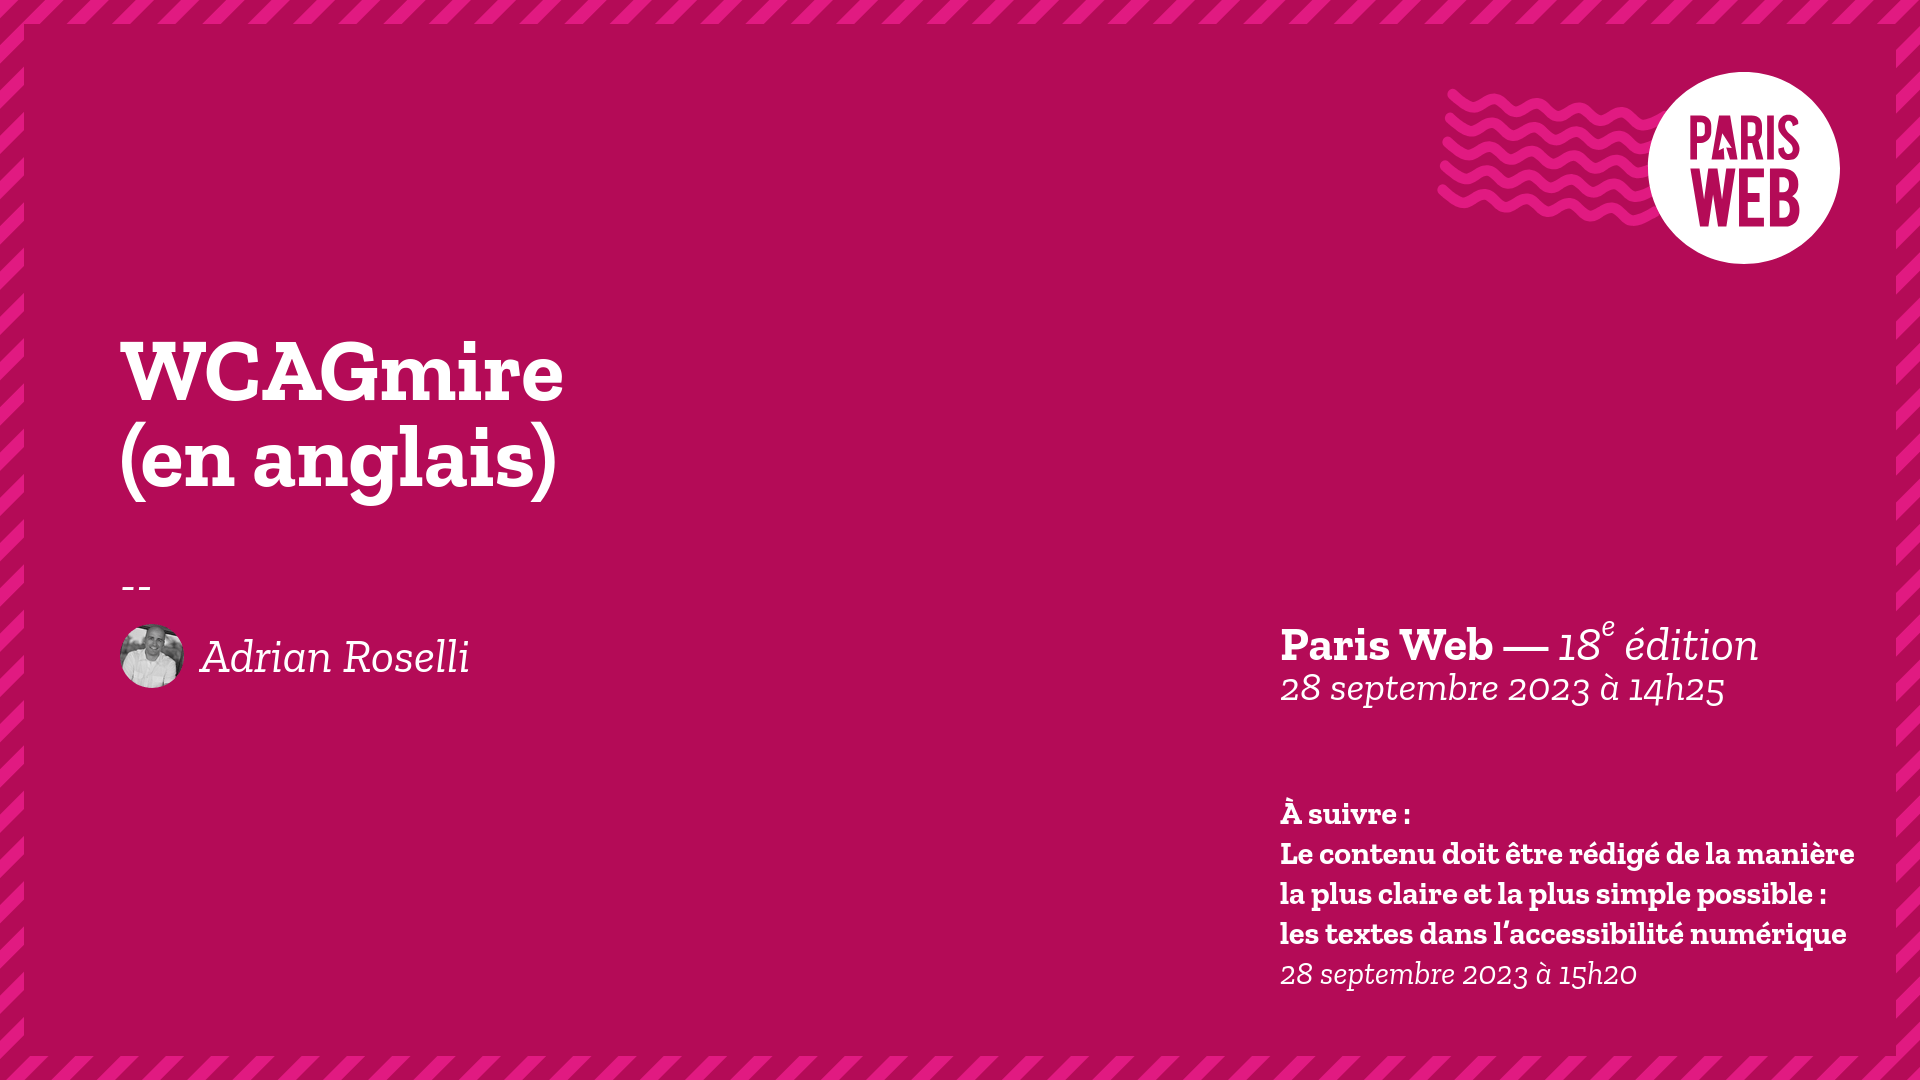 PARIS
WEB
WCAGmire
(en anglais)
--
Adrian Roselli
Paris Web — 18e édition
28 septembre 2023 à 14h25
À suivre :
Le contenu doit être rédigé de la manière
la plus claire et la plus simple possible :
les textes dans l’accessibilité numérique
28 septembre 2023 à 15h20